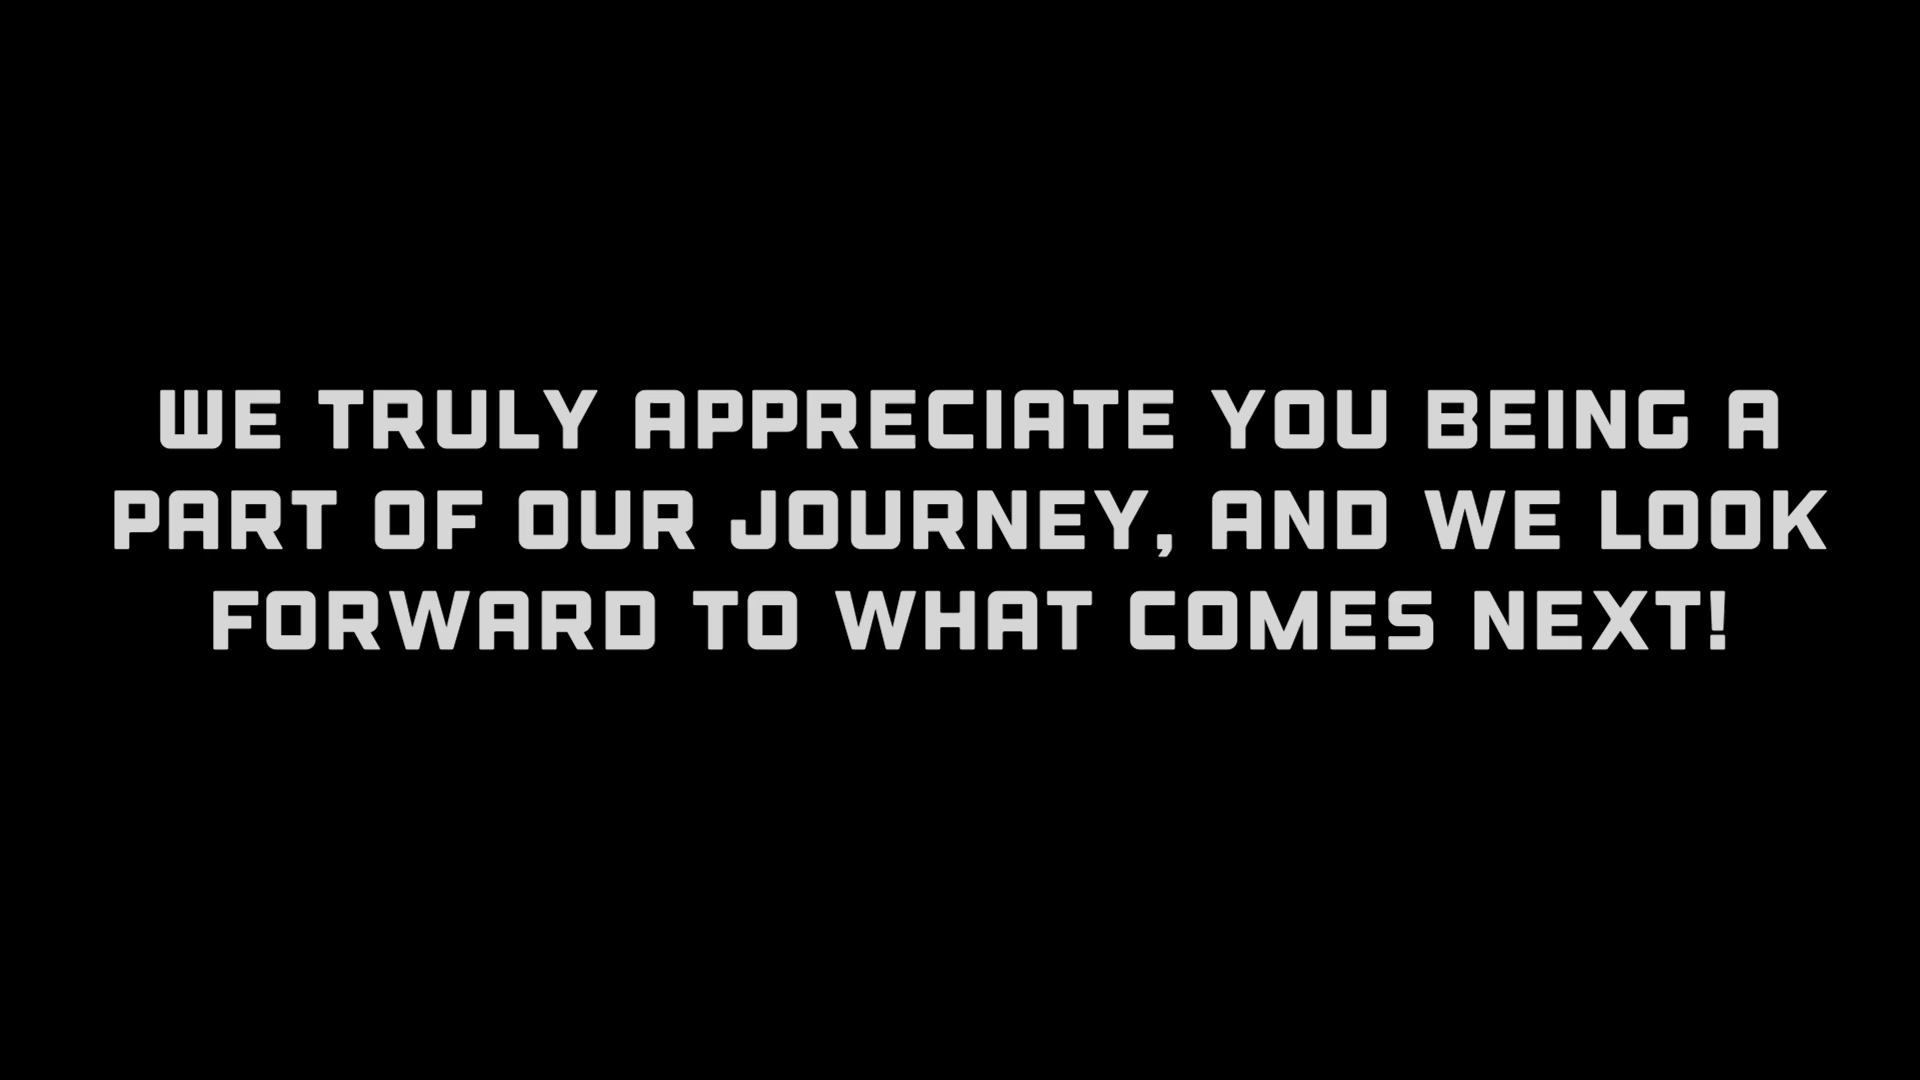 WE TRULY APPRECIATE YOU BEING A
PART OF OUR JOURNEY, AND WE LOOK
FORWARD TO WHAT COMES NEXT!